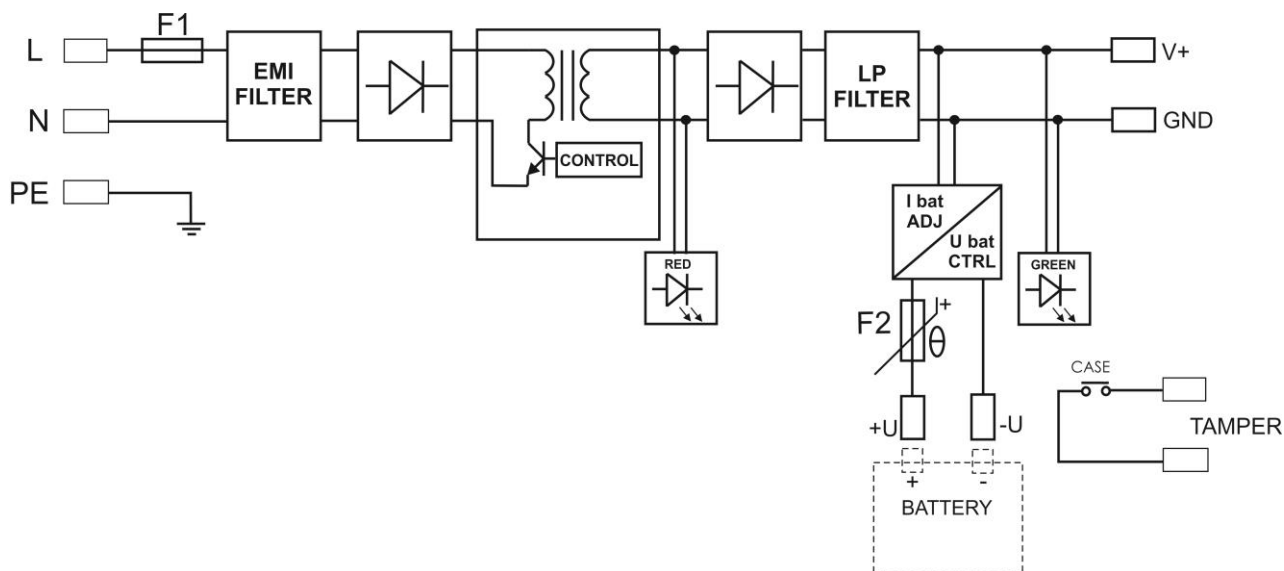 L
F1
EMI
FILTER
LP
FILTER
V+
N
CONTROL
GND
PE
I bat
ADJ
U bat
CTRL
RED
GREEN
F2
I+
θ
CASE
+U
-U
TAMPER
+
-
BATTERY